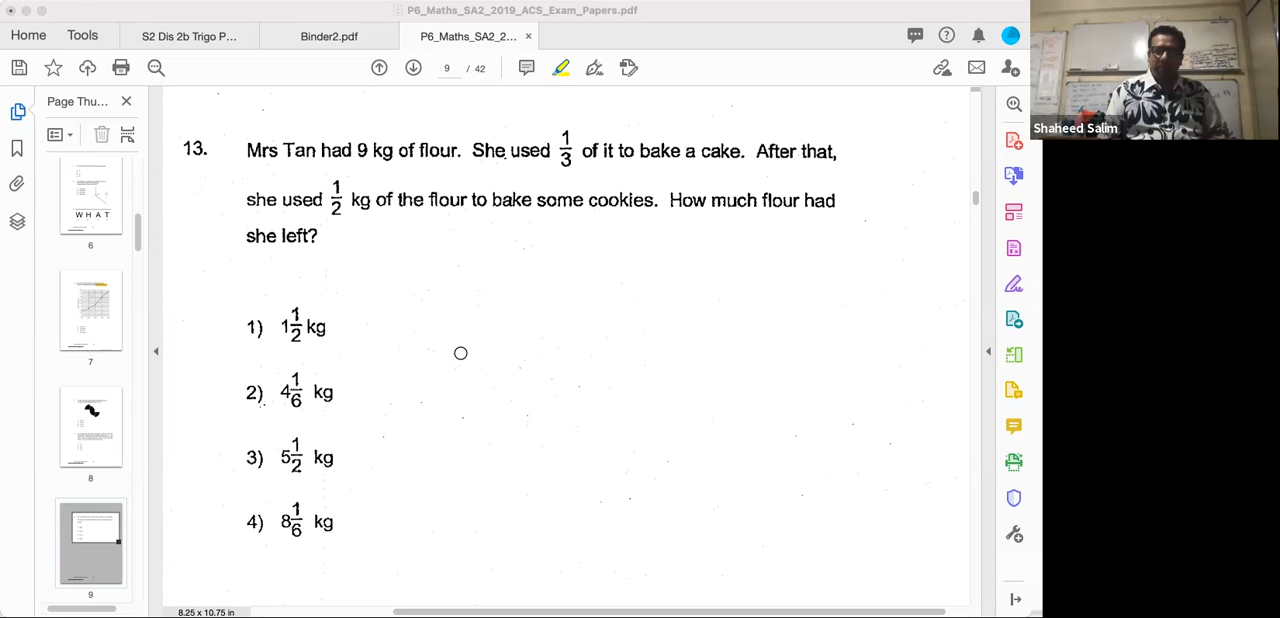 P6_Maths_SA2_2019_ACS_Exam_Papers.pdf
Home Tools S2 Dis 2b Trigo P... Binder2.pdf P6_Maths_SA2_2... ×
9 / 42
Page Thu... ×
Shaheed Salim
13. Mrs Tan had 9 kg of flour. She used 1/3 of it to bake a cake. After that,
she used 1/2 kg of the flour to bake some cookies. How much flour had
she left?
1) 1 1/2 kg
2) 4 1/6 kg
3) 5 1/2 kg
4) 8 1/6 kg
W H A T
6
7
8
9
8.25 x 10.75 in